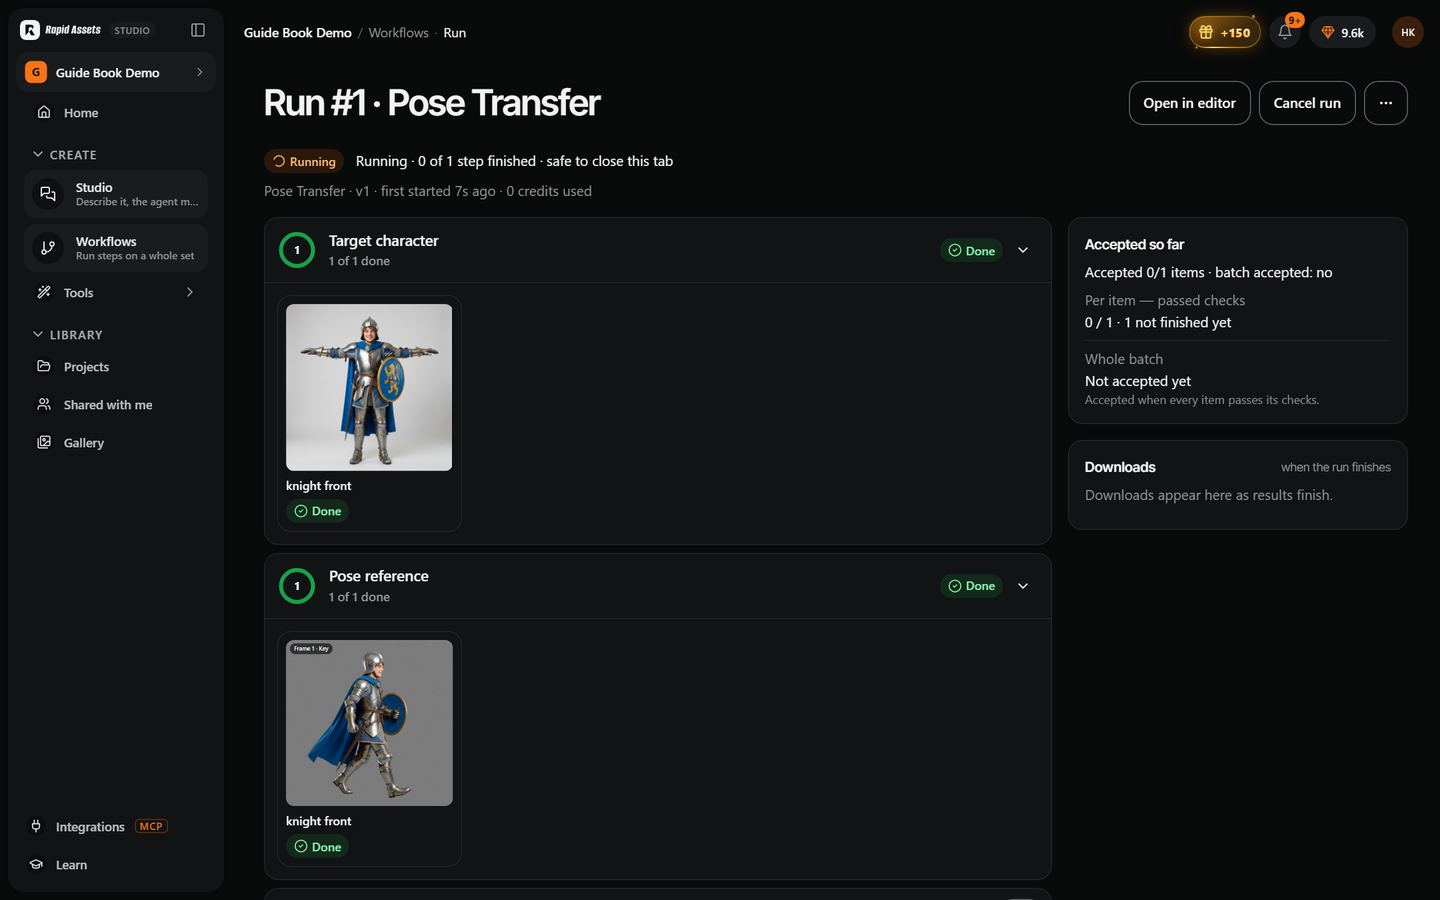 Rapid Assets STUDIO
Guide Book Demo / Workflows · Run
+150
9+
9.6k
HK
G Guide Book Demo
Home
CREATE
Studio
Describe it, the agent m...
Workflows
Run steps on a whole set
Tools
LIBRARY
Projects
Shared with me
Gallery
Integrations MCP
Learn
Run #1 · Pose Transfer
Open in editor
Cancel run
...
Running
Running · 0 of 1 step finished · safe to close this tab
Pose Transfer · v1 · first started 7s ago · 0 credits used
1
Target character
1 of 1 done
Done
knight front
Done
1
Pose reference
1 of 1 done
Done
Frame 1 · Key
knight front
Done
Accepted so far
Accepted 0/1 items · batch accepted: no
Per item — passed checks
0 / 1 · 1 not finished yet
Whole batch
Not accepted yet
Accepted when every item passes its checks.
Downloads
when the run finishes
Downloads appear here as results finish.